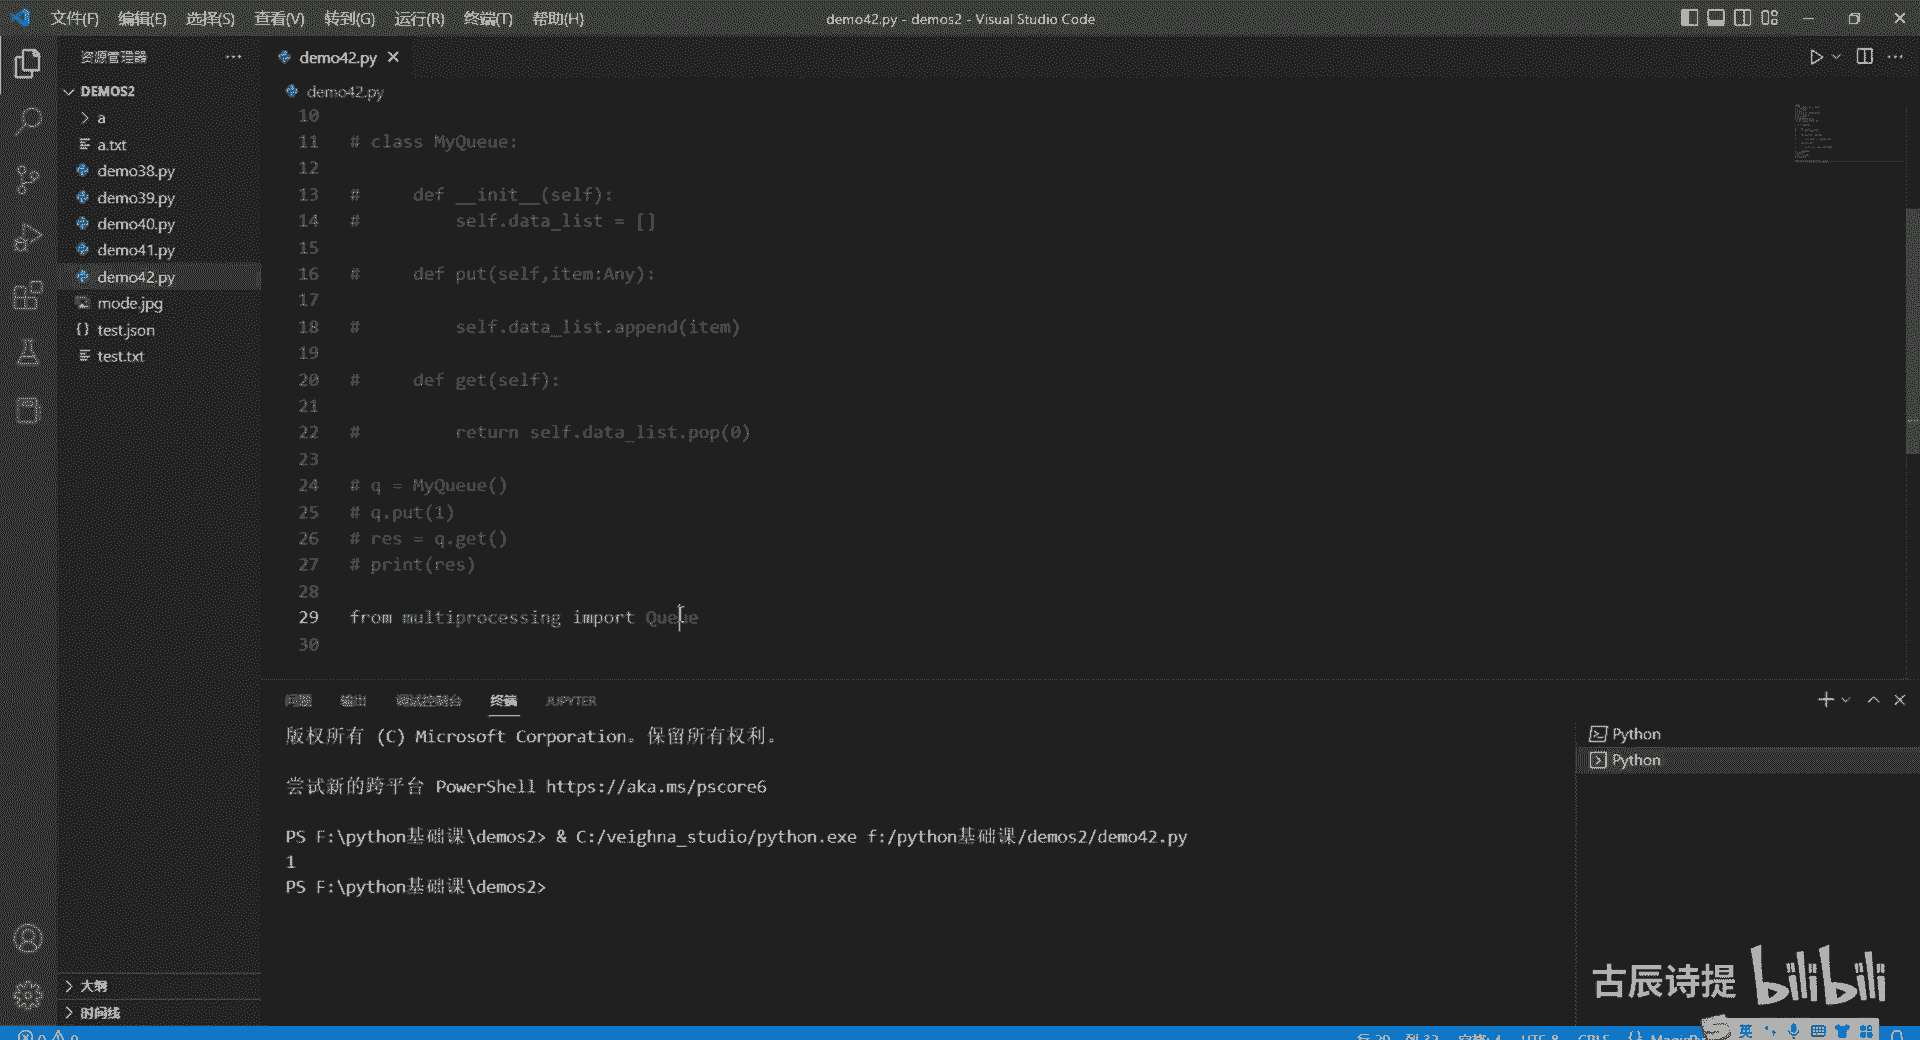 文件(F) 编辑(E) 选择(S) 查看(V) 转到(G) 运行(R) 终端(T) 帮助(H)
demo42.py - demos2 - Visual Studio Code
资源管理器
DEMOS2
a
a.txt
demo38.py
demo39.py
demo40.py
demo41.py
demo42.py
mode.jpg
test.json
test.txt
大纲
时间线
demo42.py
demo42.py
10
11 # class MyQueue:
12
13 #     def __init__(self):
14 #         self.data_list = []
15
16 #     def put(self,item:Any):
17
18 #         self.data_list.append(item)
19
20 #     def get(self):
21
22 #         return self.data_list.pop(0)
23
24 # q = MyQueue()
25 # q.put(1)
26 # res = q.get()
27 # print(res)
28
29 from multiprocessing import Queue
30
问题 输出 调试控制台 终端 JUPYTER
版权所有 (C) Microsoft Corporation。保留所有权利。
尝试新的跨平台 PowerShell https://aka.ms/pscore6
PS F:\python基础课\demos2> & C:/veighna_studio/python.exe f:/python基础课/demos2/demo42.py
1
PS F:\python基础课\demos2>
Python
Python
古辰诗提 bilibili
英